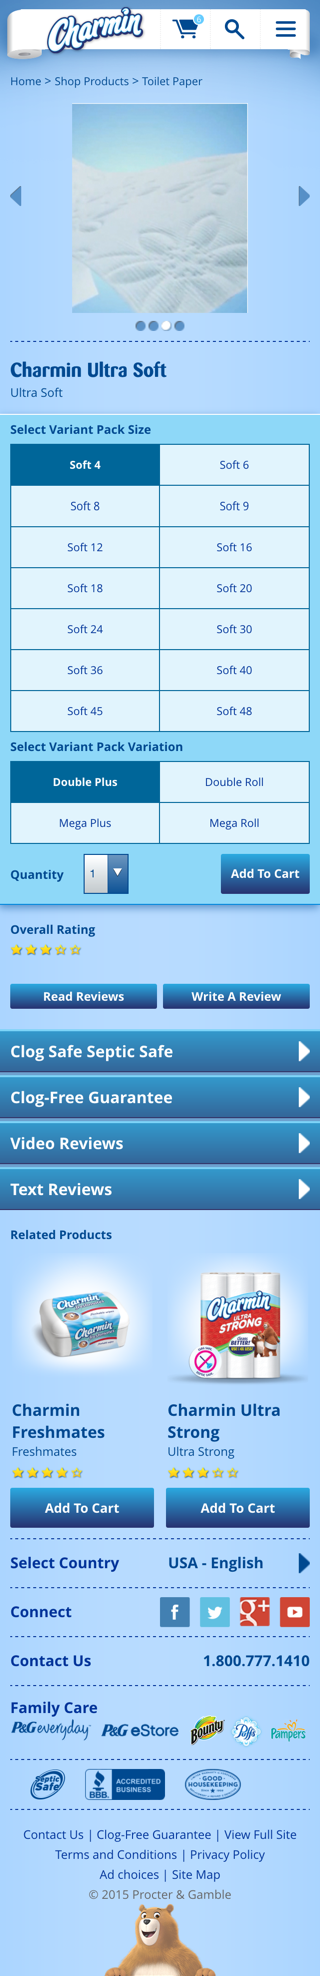 Charmin
6
Home > Shop Products > Toilet Paper
Charmin Ultra Soft
Ultra Soft
Select Variant Pack Size
Soft 4
Soft 6
Soft 8
Soft 9
Soft 12
Soft 16
Soft 18
Soft 20
Soft 24
Soft 30
Soft 36
Soft 40
Soft 45
Soft 48
Select Variant Pack Variation
Double Plus
Double Roll
Mega Plus
Mega Roll
Quantity
1
Add To Cart
Overall Rating
Read Reviews
Write A Review
Clog Safe Septic Safe
Clog-Free Guarantee
Video Reviews
Text Reviews
Related Products
Charmin
Charmin
Charmin
ULTRA
STRONG
Charmin Freshmates
Freshmates
Charmin Ultra Strong
Ultra Strong
Add To Cart
Add To Cart
Select Country
USA - English
Connect
f
g+
Contact Us
1.800.777.1410
Family Care
P&G everyday
P&G eStore
Bounty
Puffs
Pampers
Septic Safe
BBB.
ACCREDITED BUSINESS
GOOD HOUSEKEEPING
Contact Us | Clog-Free Guarantee | View Full Site
Terms and Conditions | Privacy Policy
Ad choices | Site Map
© 2015 Procter & Gamble